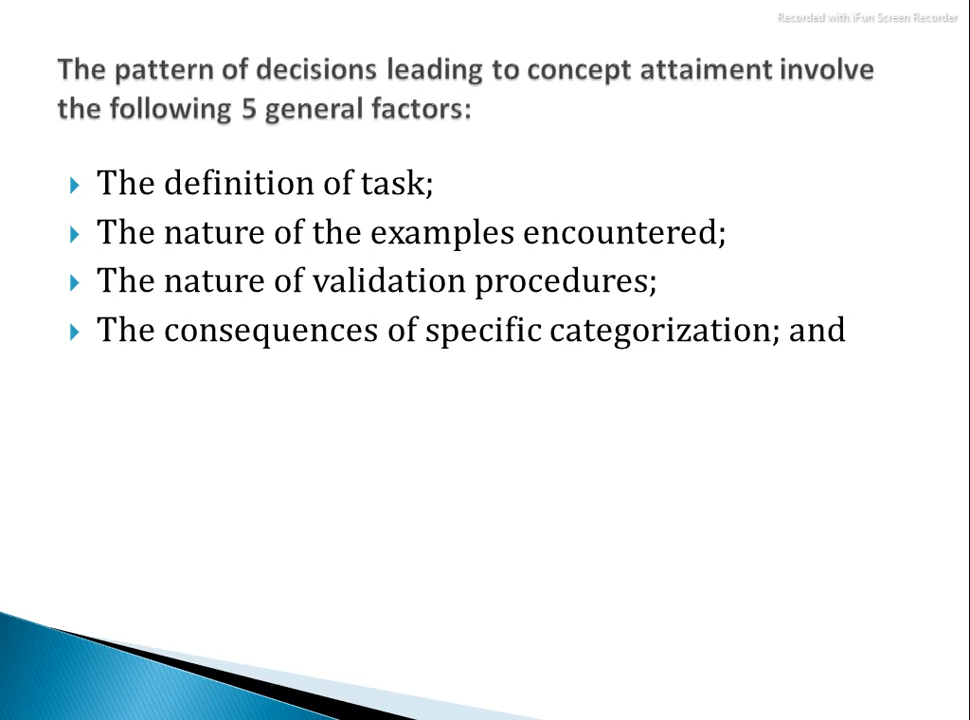 Recorded with iFun Screen Recorder
The pattern of decisions leading to concept attaiment involve
the following 5 general factors:
The definition of task;
The nature of the examples encountered;
The nature of validation procedures;
The consequences of specific categorization; and